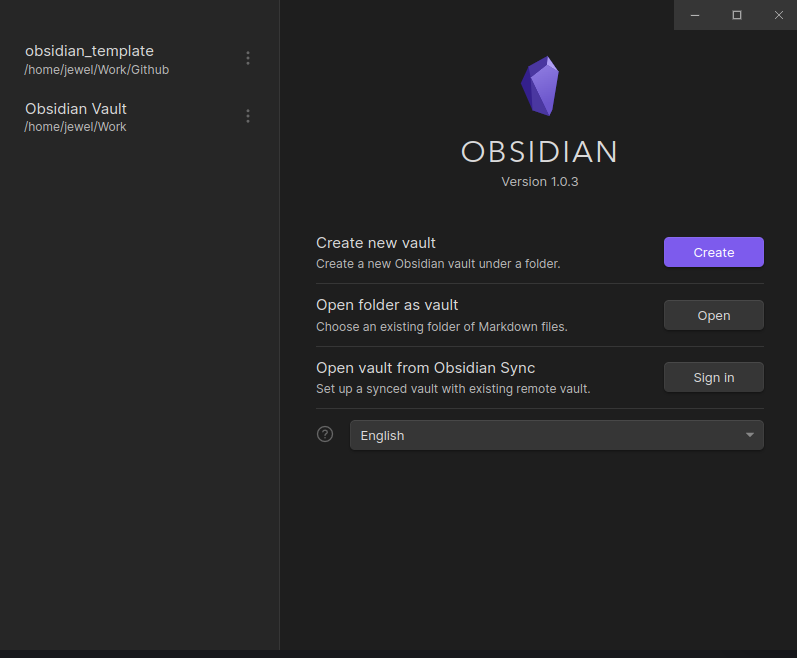 obsidian_template
/home/jewel/Work/Github
Obsidian Vault
/home/jewel/Work
OBSIDIAN
Version 1.0.3
Create new vault
Create a new Obsidian vault under a folder.
Create
Open folder as vault
Choose an existing folder of Markdown files.
Open
Open vault from Obsidian Sync
Set up a synced vault with existing remote vault.
Sign in
?
English